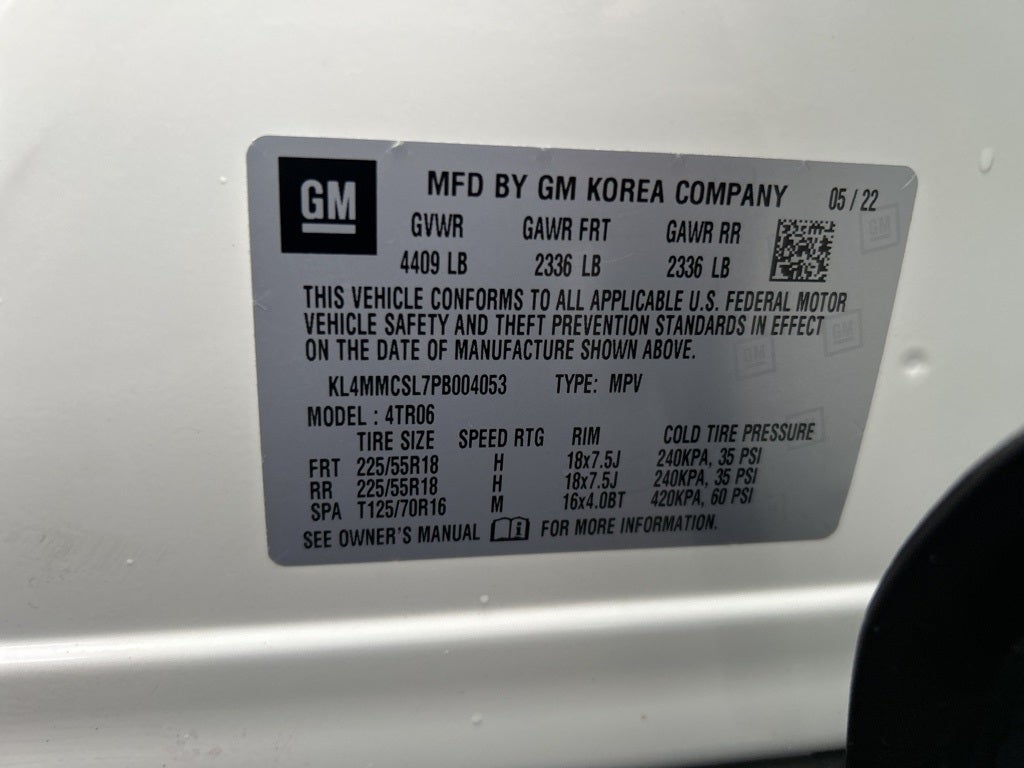 GM
MFD BY GM KOREA COMPANY 05 / 22
GVWR GAWR FRT GAWR RR
4409 LB 2336 LB 2336 LB
THIS VEHICLE CONFORMS TO ALL APPLICABLE U.S. FEDERAL MOTOR
VEHICLE SAFETY AND THEFT PREVENTION STANDARDS IN EFFECT
ON THE DATE OF MANUFACTURE SHOWN ABOVE.
KL4MMCSL7PB004053 TYPE: MPV
MODEL : 4TR06
TIRE SIZE SPEED RTG RIM COLD TIRE PRESSURE
FRT 225/55R18 H 18x7.5J 240KPA, 35 PSI
RR 225/55R18 H 18x7.5J 240KPA, 35 PSI
SPA T125/70R16 M 16x4.0BT 420KPA, 60 PSI
SEE OWNER'S MANUAL FOR MORE INFORMATION.
GM
GM
GM